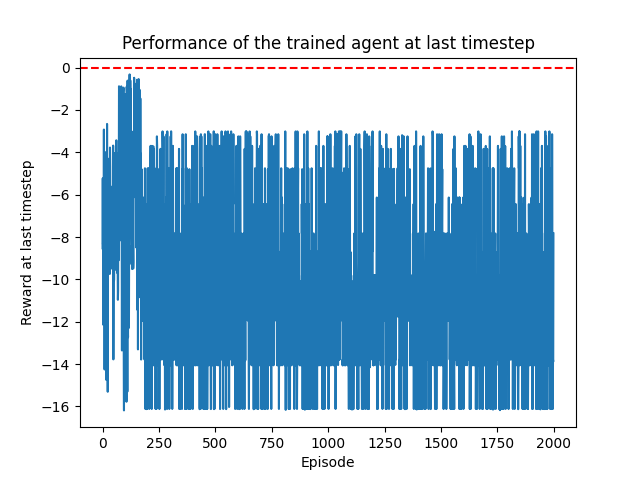 Performance of the trained agent at last timestep
Reward at last timestep
0
−2
−4
−6
−8
−10
−12
−14
−16
0 250 500 750 1000 1250 1500 1750 2000
Episode